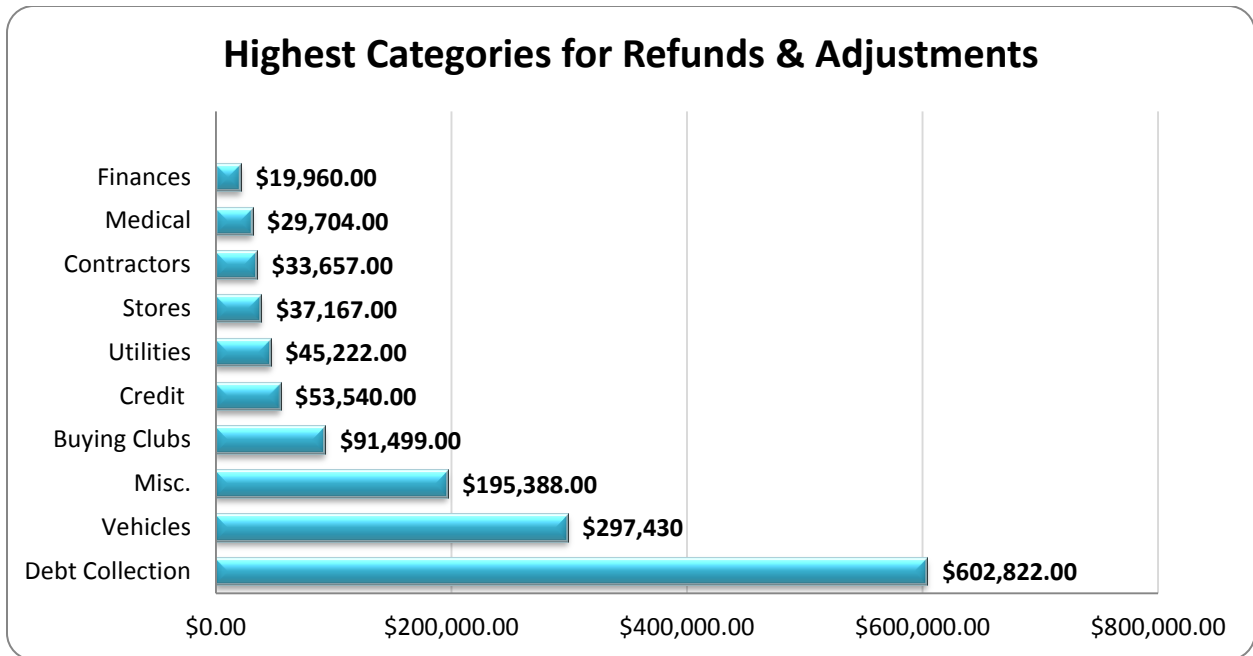 Highest Categories for Refunds & Adjustments
Finances $19,960.00
Medical $29,704.00
Contractors $33,657.00
Stores $37,167.00
Utilities $45,222.00
Credit $53,540.00
Buying Clubs $91,499.00
Misc. $195,388.00
Vehicles $297,430
Debt Collection $602,822.00
$0.00 $200,000.00 $400,000.00 $600,000.00 $800,000.00